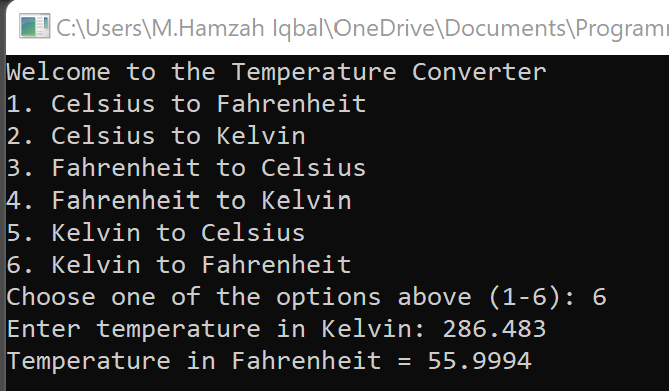 C:\Users\M.Hamzah Iqbal\OneDrive\Documents\Program
Welcome to the Temperature Converter
1. Celsius to Fahrenheit
2. Celsius to Kelvin
3. Fahrenheit to Celsius
4. Fahrenheit to Kelvin
5. Kelvin to Celsius
6. Kelvin to Fahrenheit
Choose one of the options above (1-6): 6
Enter temperature in Kelvin: 286.483
Temperature in Fahrenheit = 55.9994